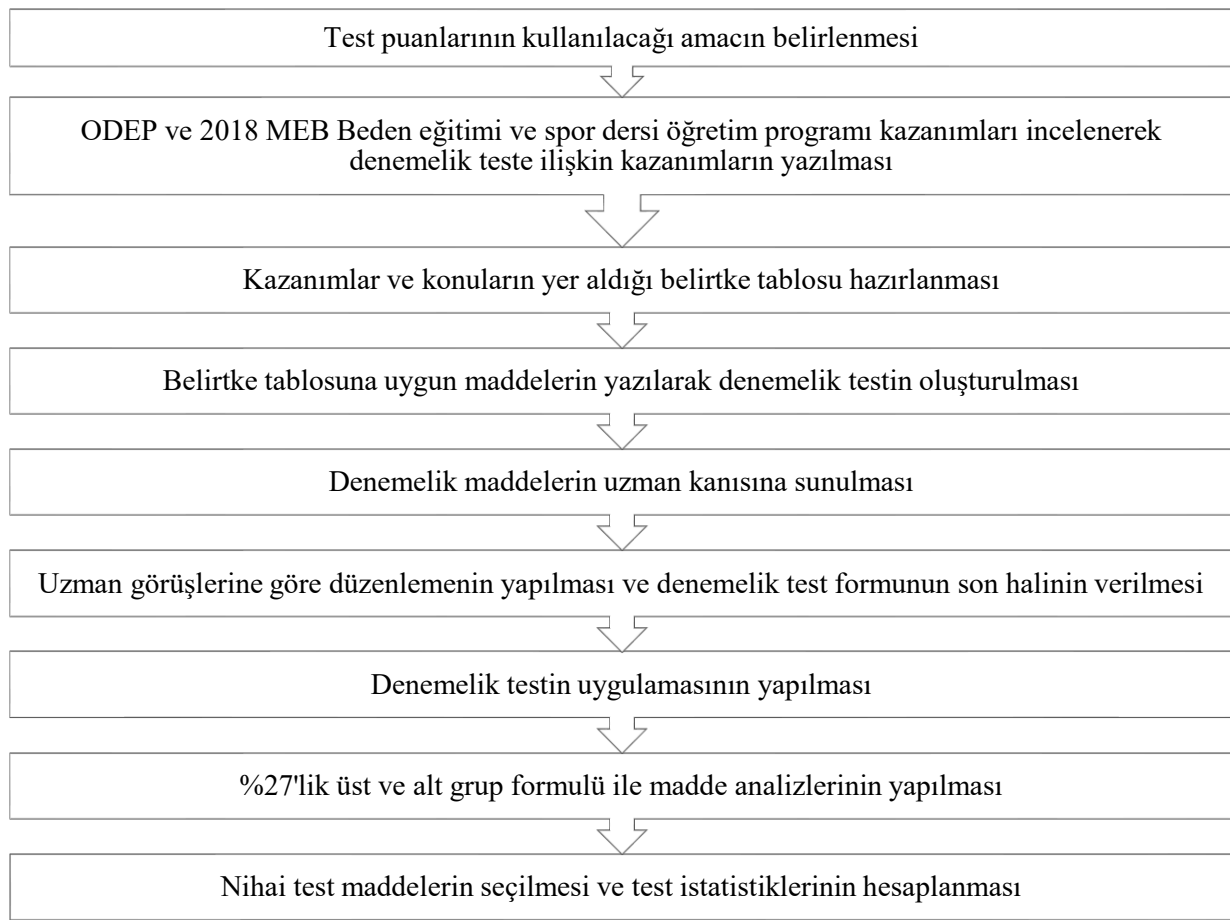 Test puanlarının kullanılacağı amacın belirlenmesi
ODEP ve 2018 MEB Beden eğitimi ve spor dersi öğretim programı kazanımları incelenerek
denemelik teste ilişkin kazanımların yazılması
Kazanımlar ve konuların yer aldığı belirtke tablosu hazırlanması
Belirtke tablosuna uygun maddelerin yazılarak denemelik testin oluşturulması
Denemelik maddelerin uzman kanısına sunulması
Uzman görüşlerine göre düzenlemenin yapılması ve denemelik test formunun son halinin verilmesi
Denemelik testin uygulamasının yapılması
%27'lik üst ve alt grup formulü ile madde analizlerinin yapılması
Nihai test maddelerin seçilmesi ve test istatistiklerinin hesaplanması